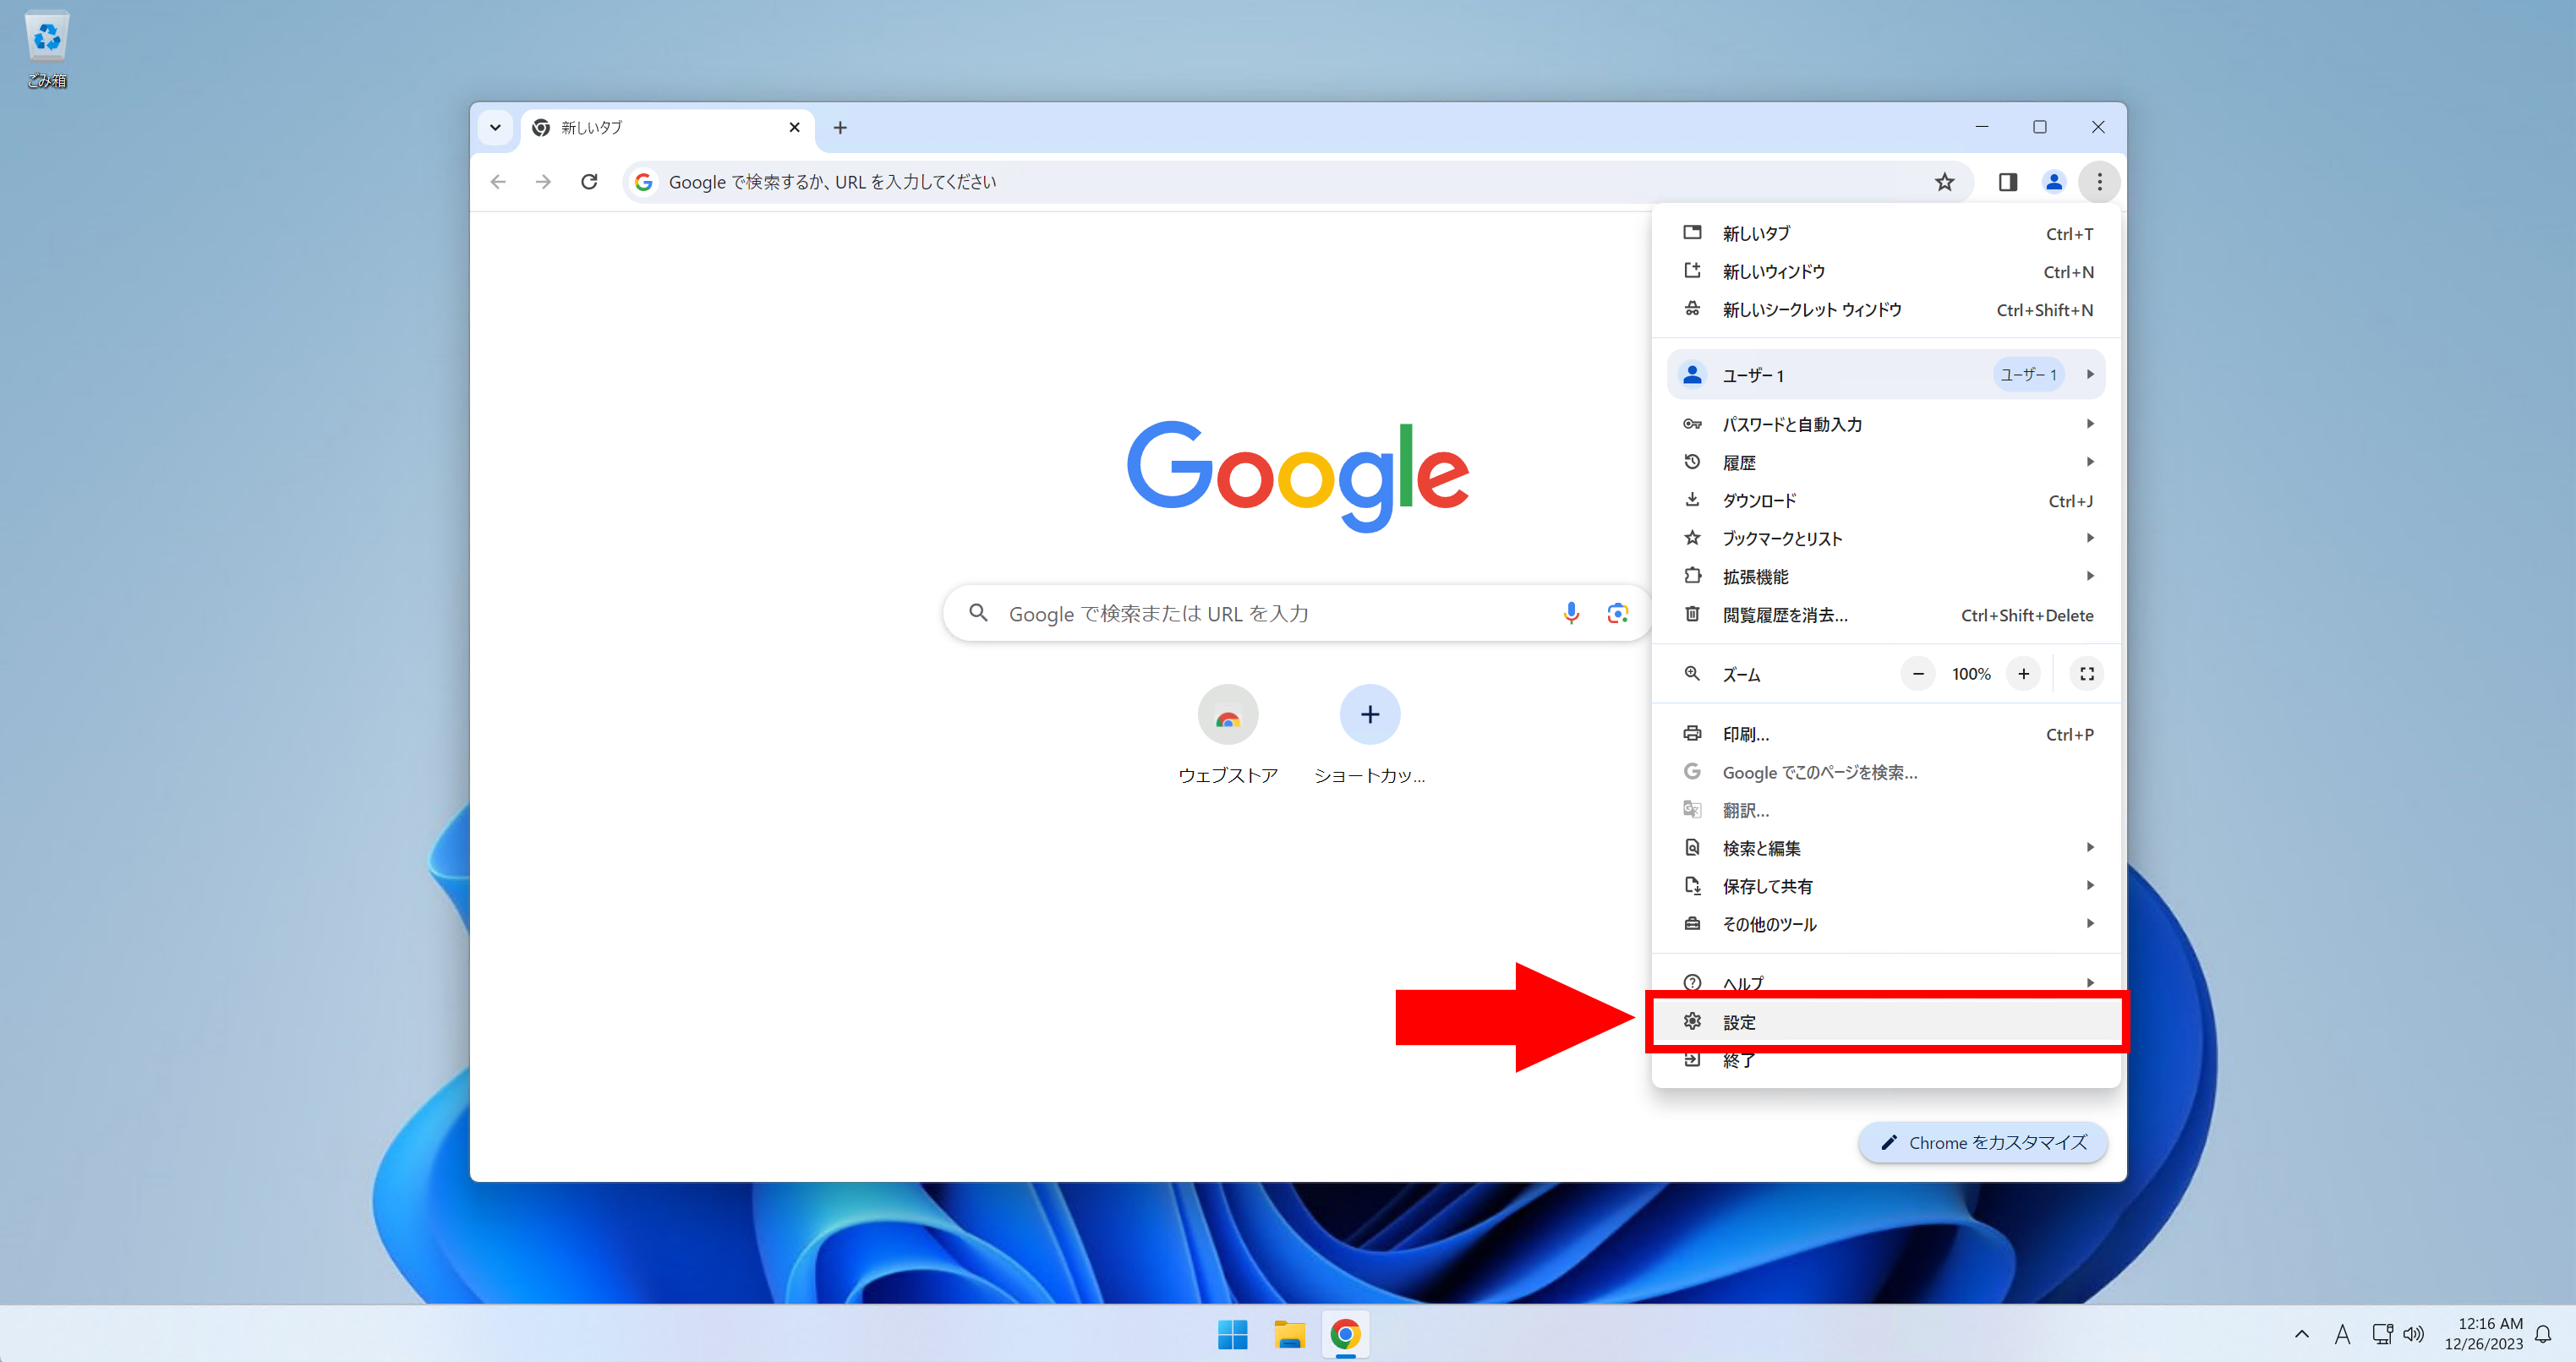 ごみ箱
新しいタブ
Google で検索するか、URL を入力してください
新しいタブ Ctrl+T
新しいウィンドウ Ctrl+N
新しいシークレット ウィンドウ Ctrl+Shift+N
ユーザー 1 ユーザー 1
パスワードと自動入力
履歴
ダウンロード Ctrl+J
ブックマークとリスト
拡張機能
閲覧履歴を消去... Ctrl+Shift+Delete
ズーム 100%
印刷... Ctrl+P
Google でこのページを検索...
翻訳...
検索と編集
保存して共有
その他のツール
ヘルプ
設定
終了
Google
Google で検索または URL を入力
ウェブストア ショートカッ...
Chrome をカスタマイズ
A
12:16 AM
12/26/2023